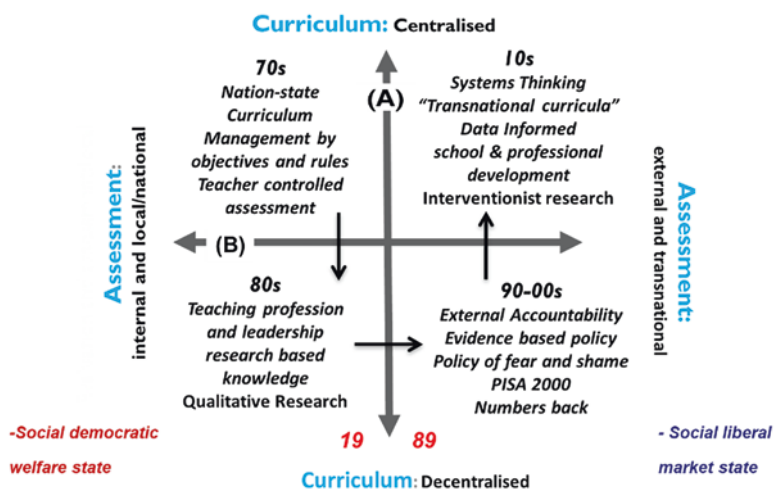 Curriculum: Centralised
70s
Nation-state
Curriculum
Management by
objectives and rules
Teacher controlled
assessment
(A)
10s
Systems Thinking
“Transnational curricula”
Data Informed
school & professional
development
Interventionist research
Assessment:
internal and local/national
(B)
Assessment:
external and transnational
80s
Teaching profession
and leadership
research based
knowledge
Qualitative Research
90-00s
External Accountability
Evidence based policy
Policy of fear and shame
PISA 2000
Numbers back
-Social democratic
welfare state
19 89
- Social liberal
market state
Curriculum: Decentralised